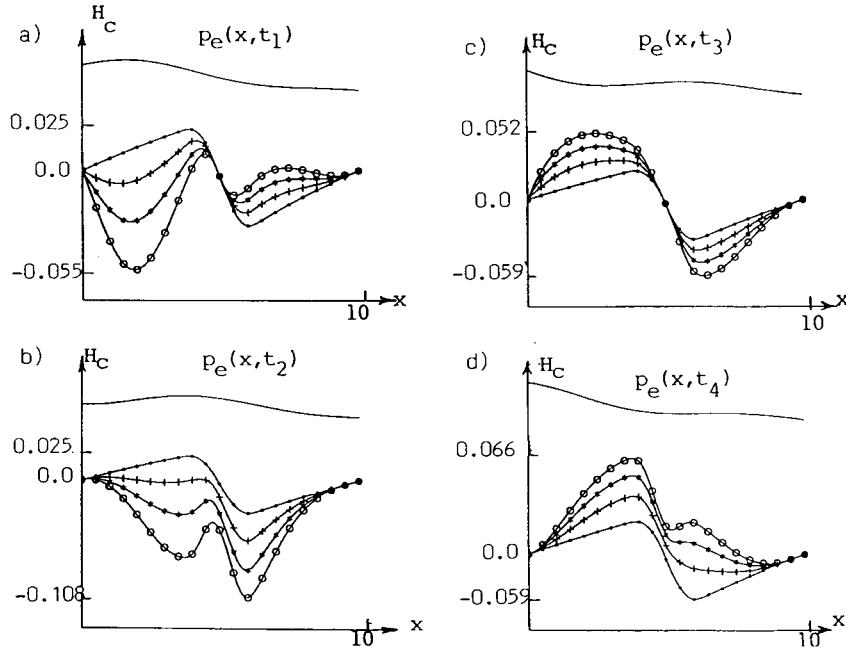 a)
H_c
p_e(x,t_1)
0.025
0.0
-0.055
10
x
c)
H_c
p_e(x,t_3)
0.052
0.0
-0.059
10
x
b)
H_c
p_e(x,t_2)
0.025
0.0
-0.108
10
x
d)
H_c
p_e(x,t_4)
0.066
0.0
-0.059
10
x